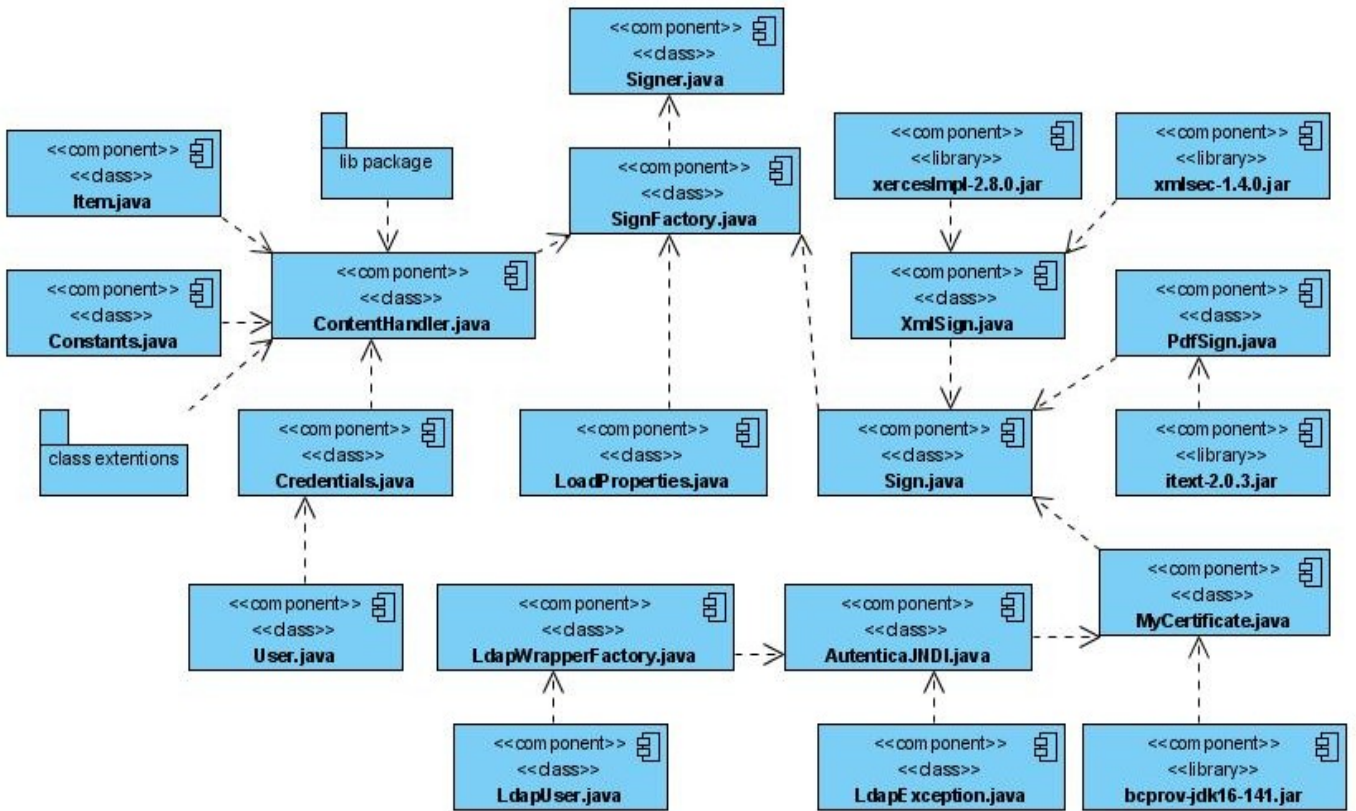 <<component>>
<<class>>
Signer.java
<<component>>
<<class>>
Item.java
lib package
<<component>>
<<class>>
SignFactory.java
<<component>>
<<library>>
xercesImpl-2.8.0.jar
<<component>>
<<library>>
xmlsec-1.4.0.jar
<<component>>
<<class>>
Constants.java
<<component>>
<<class>>
ContentHandler.java
<<component>>
<<class>>
XmlSign.java
<<component>>
<<class>>
PdfSign.java
class extentions
<<component>>
<<class>>
Credentials.java
<<component>>
<<class>>
LoadProperties.java
<<component>>
<<class>>
Sign.java
<<component>>
<<library>>
itext-2.0.3.jar
<<component>>
<<class>>
User.java
<<component>>
<<class>>
LdapWrapperFactory.java
<<component>>
<<class>>
AutenticaJNDI.java
<<component>>
<<class>>
MyCertificate.java
<<component>>
<<class>>
LdapUser.java
<<component>>
<<class>>
LdapException.java
<<component>>
<<library>>
bcprov-jdk16-141.jar